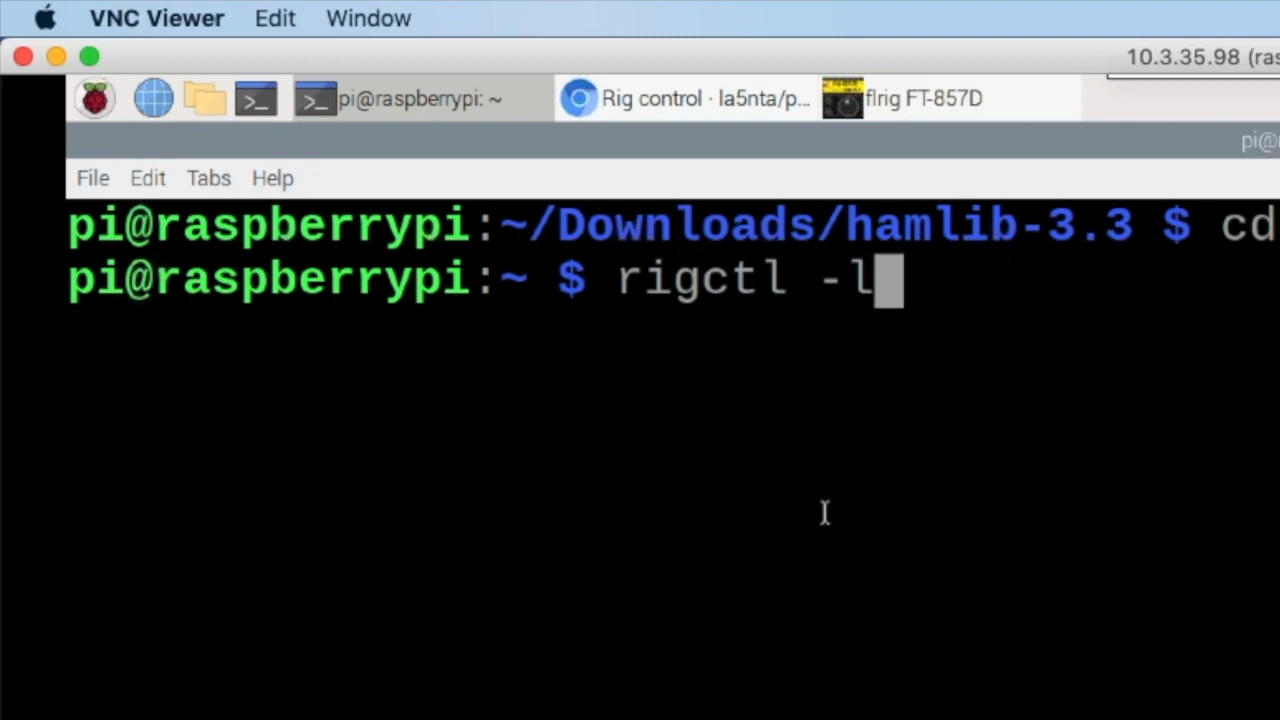 VNC Viewer Edit Window
10.3.35.98 (ras
pi@raspberrypi: ~ Rig control · la5nta/p... flrig FT-857D
pi@
File Edit Tabs Help
pi@raspberrypi:~/Downloads/hamlib-3.3 $ cd
pi@raspberrypi:~ $ rigctl -l